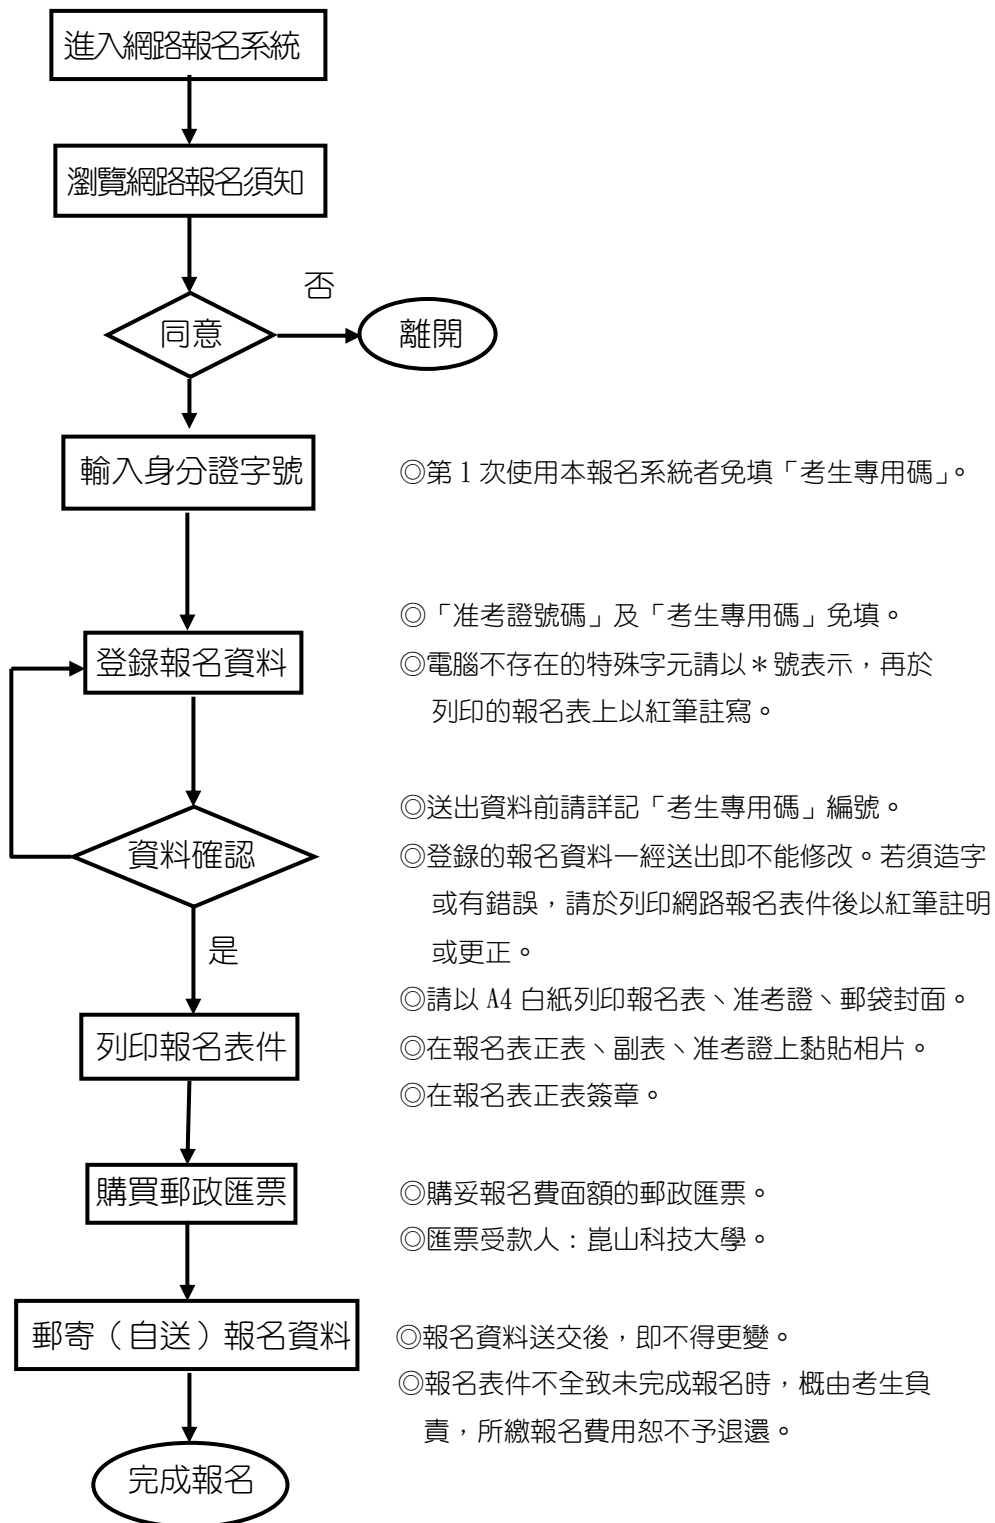 進入網路報名系統
瀏覽網路報名須知
否
同意
離開
輸入身分證字號
◎第 1 次使用本報名系統者免填「考生專用碼」。
◎「准考證號碼」及「考生專用碼」免填。
登錄報名資料
◎電腦不存在的特殊字元請以＊號表示，再於
列印的報名表上以紅筆註寫。
◎送出資料前請詳記「考生專用碼」編號。
資料確認
◎登錄的報名資料一經送出即不能修改。若須造字
或有錯誤，請於列印網路報名表件後以紅筆註明
或更正。
是
◎請以 A4 白紙列印報名表、准考證、郵袋封面。
列印報名表件
◎在報名表正表、副表、准考證上黏貼相片。
◎在報名表正表簽章。
購買郵政匯票
◎購妥報名費面額的郵政匯票。
◎匯票受款人：崑山科技大學。
郵寄（自送）報名資料
◎報名資料送交後，即不得更變。
◎報名表件不全致未完成報名時，概由考生負
責，所繳報名費用恕不予退還。
完成報名